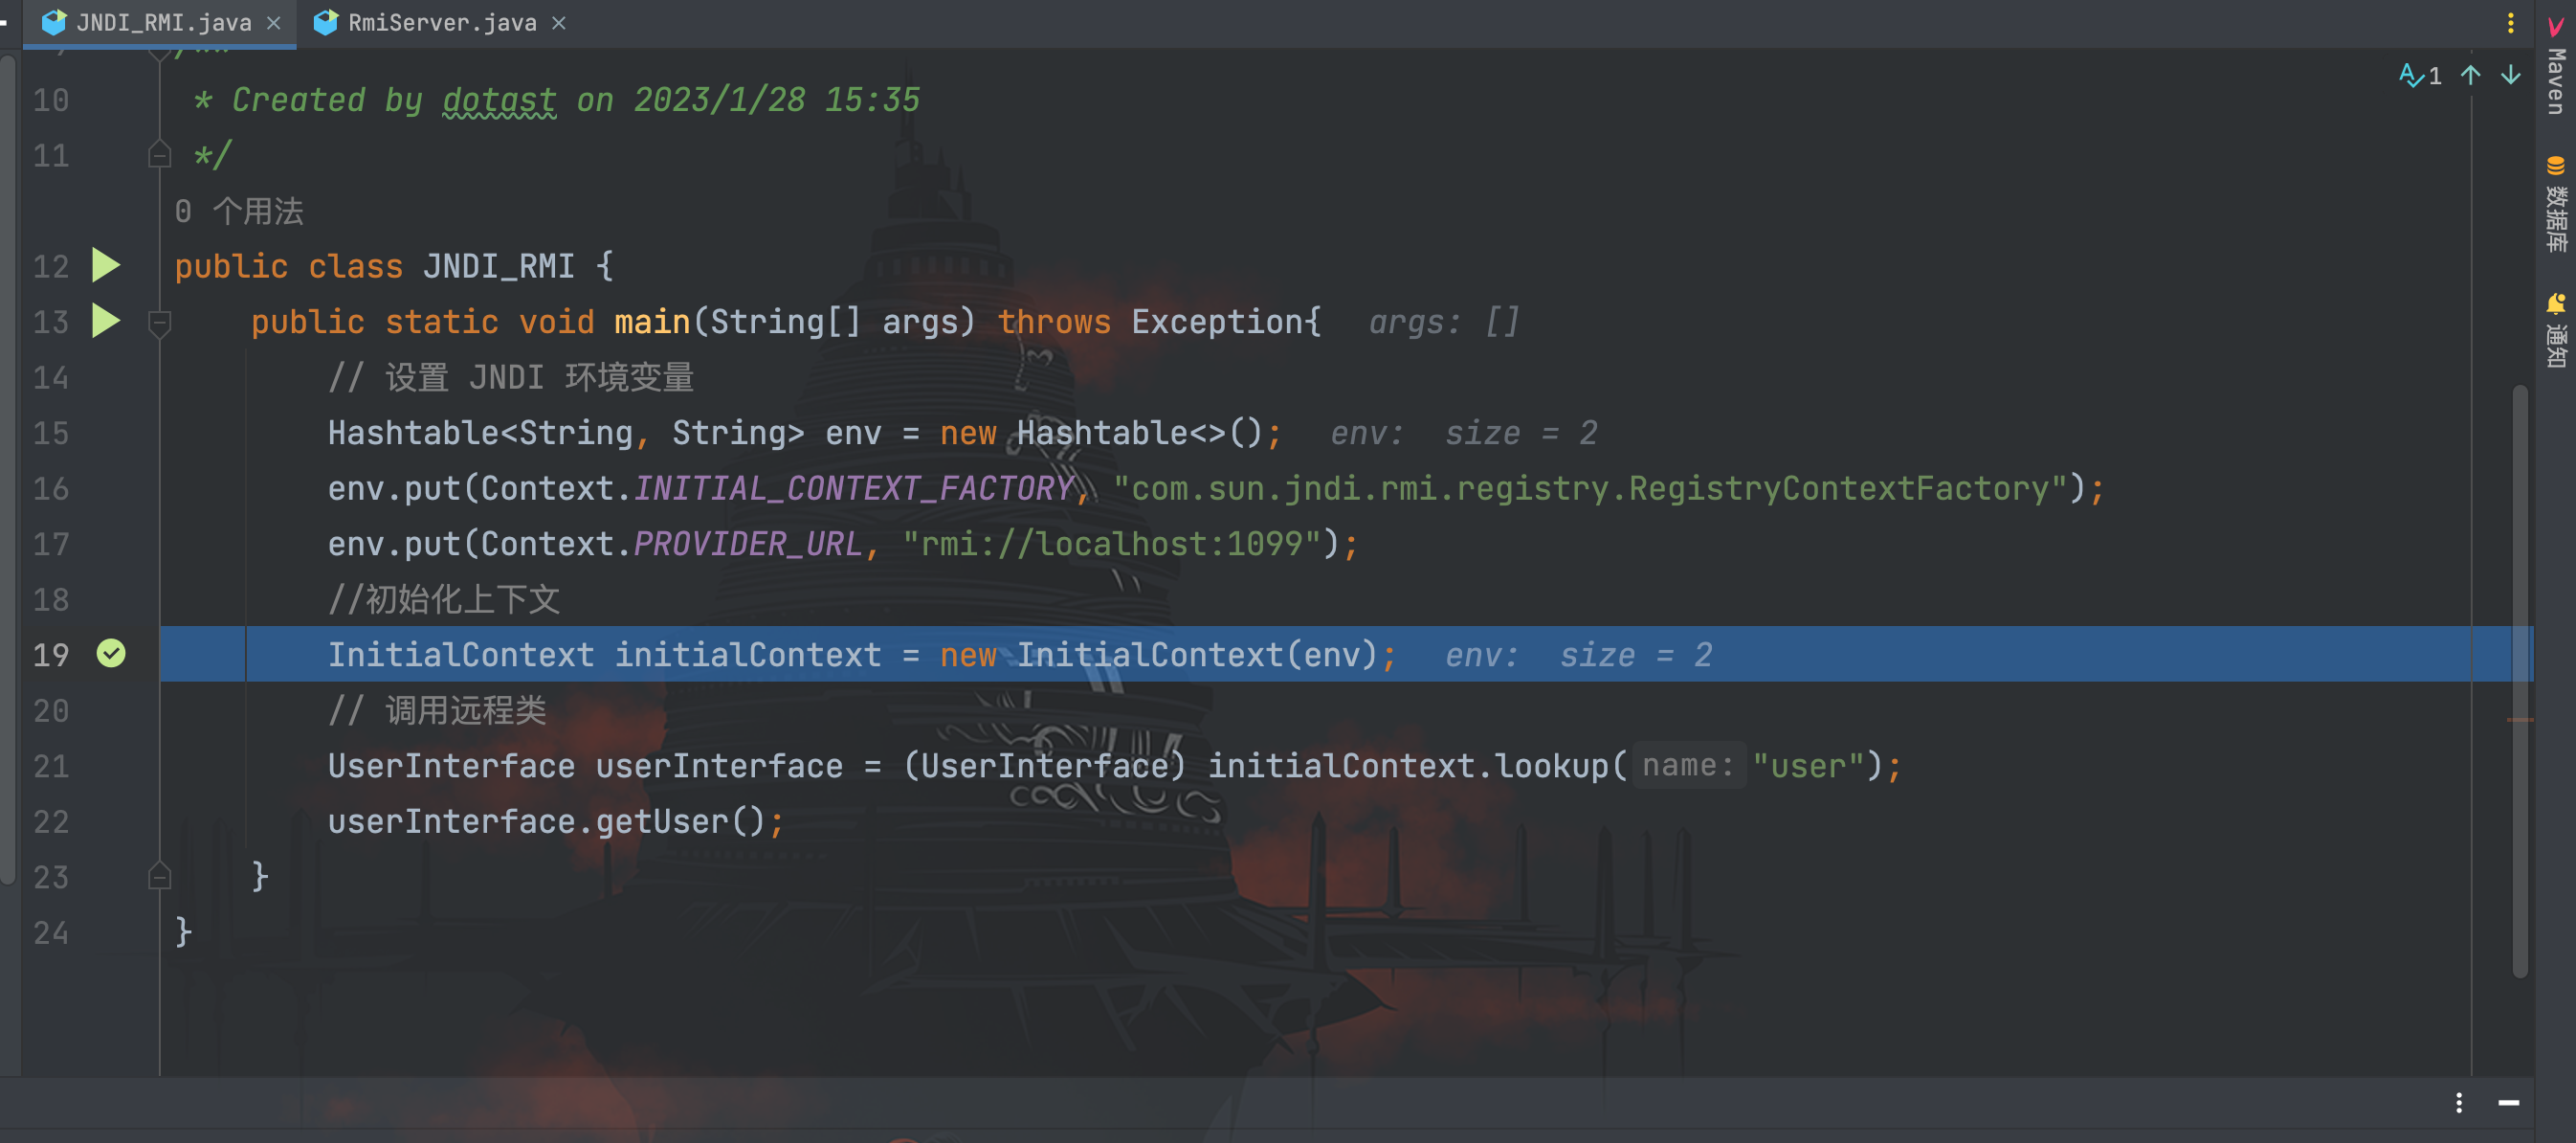 JNDI_RMI.java
RmiServer.java
10 * Created by dotast on 2023/1/28 15:35
11 */
0 个用法
12 public class JNDI_RMI {
13 public static void main(String[] args) throws Exception{ args: []
14 // 设置 JNDI 环境变量
15 Hashtable<String, String> env = new Hashtable<>(); env: size = 2
16 env.put(Context.INITIAL_CONTEXT_FACTORY, "com.sun.jndi.rmi.registry.RegistryContextFactory");
17 env.put(Context.PROVIDER_URL, "rmi://localhost:1099");
18 //初始化上下文
19 InitialContext initialContext = new InitialContext(env); env: size = 2
20 // 调用远程类
21 UserInterface userInterface = (UserInterface) initialContext.lookup( name: "user");
22 userInterface.getUser();
23 }
24 }
1
Maven
数据库
通知